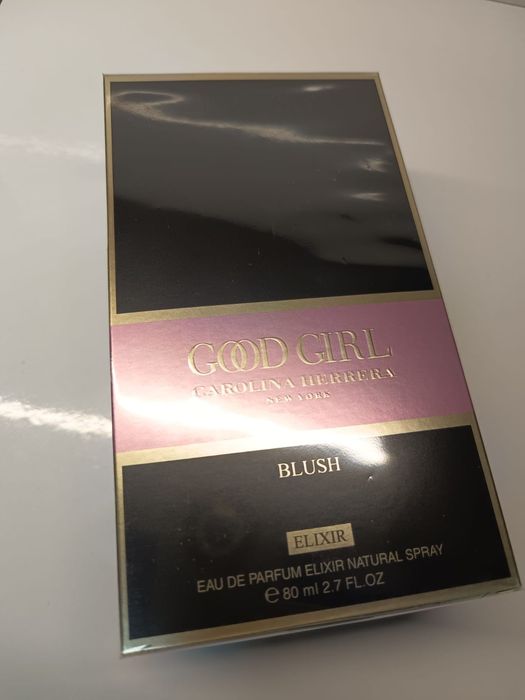 GOOD GIRL
CAROLINA HERRERA
NEW YORK
BLUSH
ELIXIR
EAU DE PARFUM ELIXIR NATURAL SPRAY
℮ 80 ml 2.7 FL.OZ